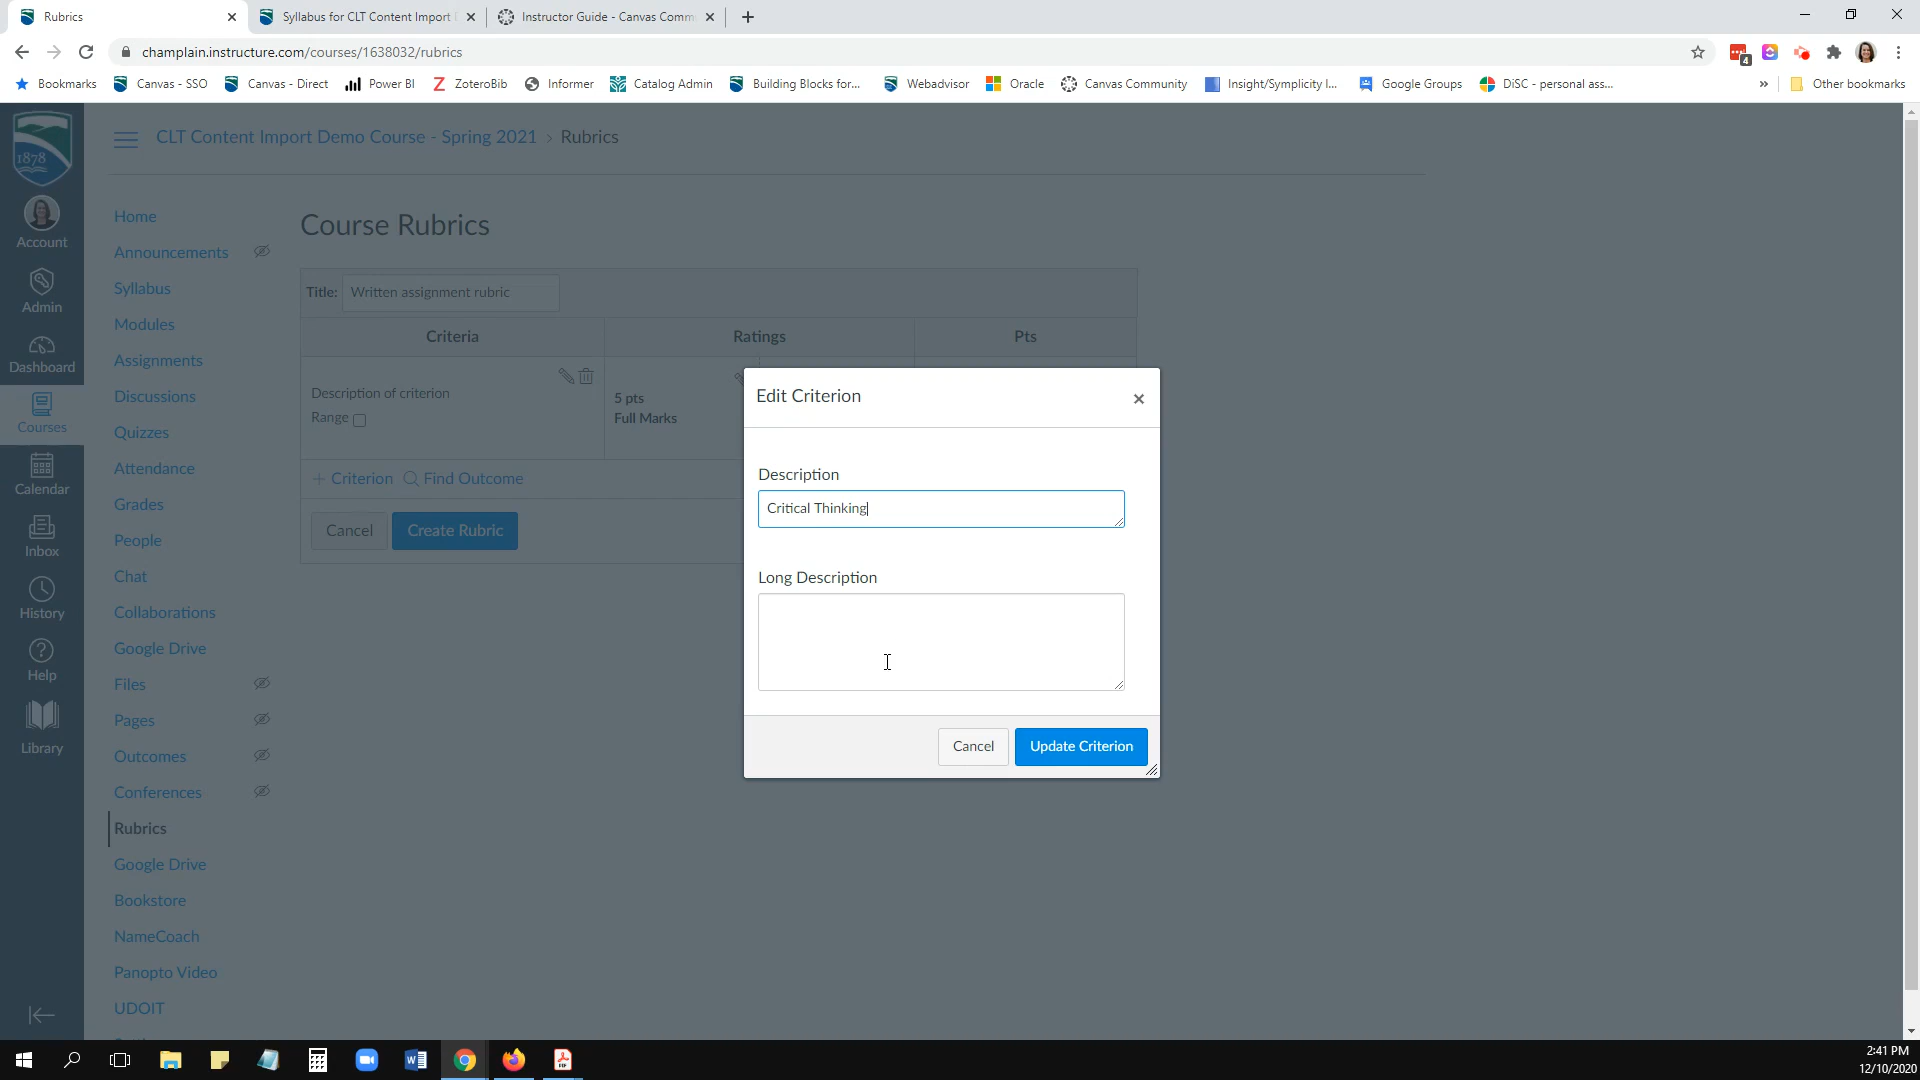 Rubrics
Syllabus for CLT Content Import
Instructor Guide - Canvas Comm
champlain.instructure.com/courses/1638032/rubrics
4
Bookmarks
Canvas - SSO
Canvas - Direct
Power BI
ZoteroBib
Informer
Catalog Admin
Building Blocks for...
Webadvisor
Oracle
Canvas Community
Insight/Symplicity I...
Google Groups
DiSC - personal ass...
»
Other bookmarks
1878
Account
Admin
Dashboard
Courses
Calendar
Inbox
History
Help
Library
CLT Content Import Demo Course - Spring 2021 › Rubrics
Home
Announcements
Syllabus
Modules
Assignments
Discussions
Quizzes
Attendance
Grades
People
Chat
Collaborations
Google Drive
Files
Pages
Outcomes
Conferences
Rubrics
Google Drive
Bookstore
NameCoach
Panopto Video
UDOIT
Course Rubrics
Title: Written assignment rubric
Criteria Ratings Pts
Description of criterion
Range
5 pts
Full Marks
+ Criterion Find Outcome
Cancel Create Rubric
Edit Criterion
Description
Critical Thinking
Long Description
Cancel Update Criterion
2:41 PM
12/10/2020